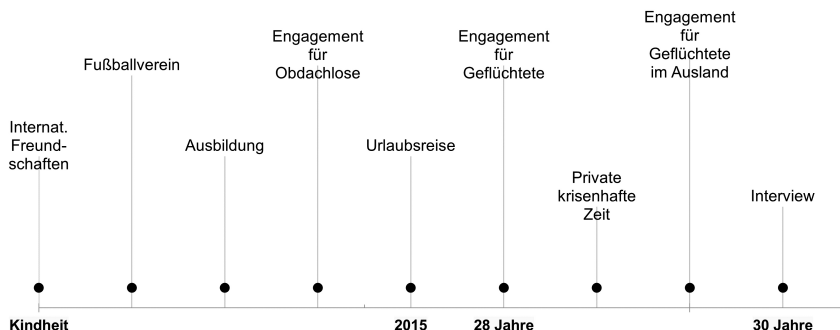 Internat.
Freund-
schaften
Fußballverein
Ausbildung
Engagement
für
Obdachlose
Urlaubsreise
Engagement
für
Geflüchtete
Private
krisenhafte
Zeit
Engagement
für
Geflüchtete
im Ausland
Interview
Kindheit
2015
28 Jahre
30 Jahre